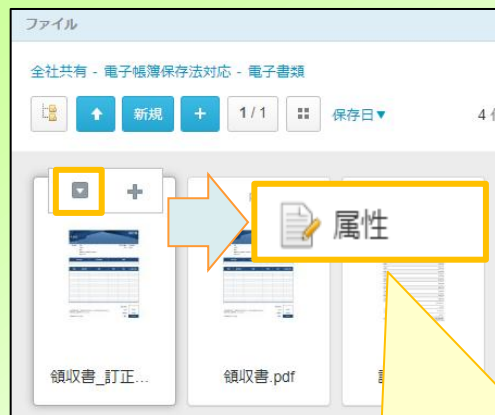 ファイル
全社共有 - 電子帳簿保存法対応 - 電子書類
新規
+
1 / 1
保存日▼
4
属性
領収書_訂正...
領収書.pdf